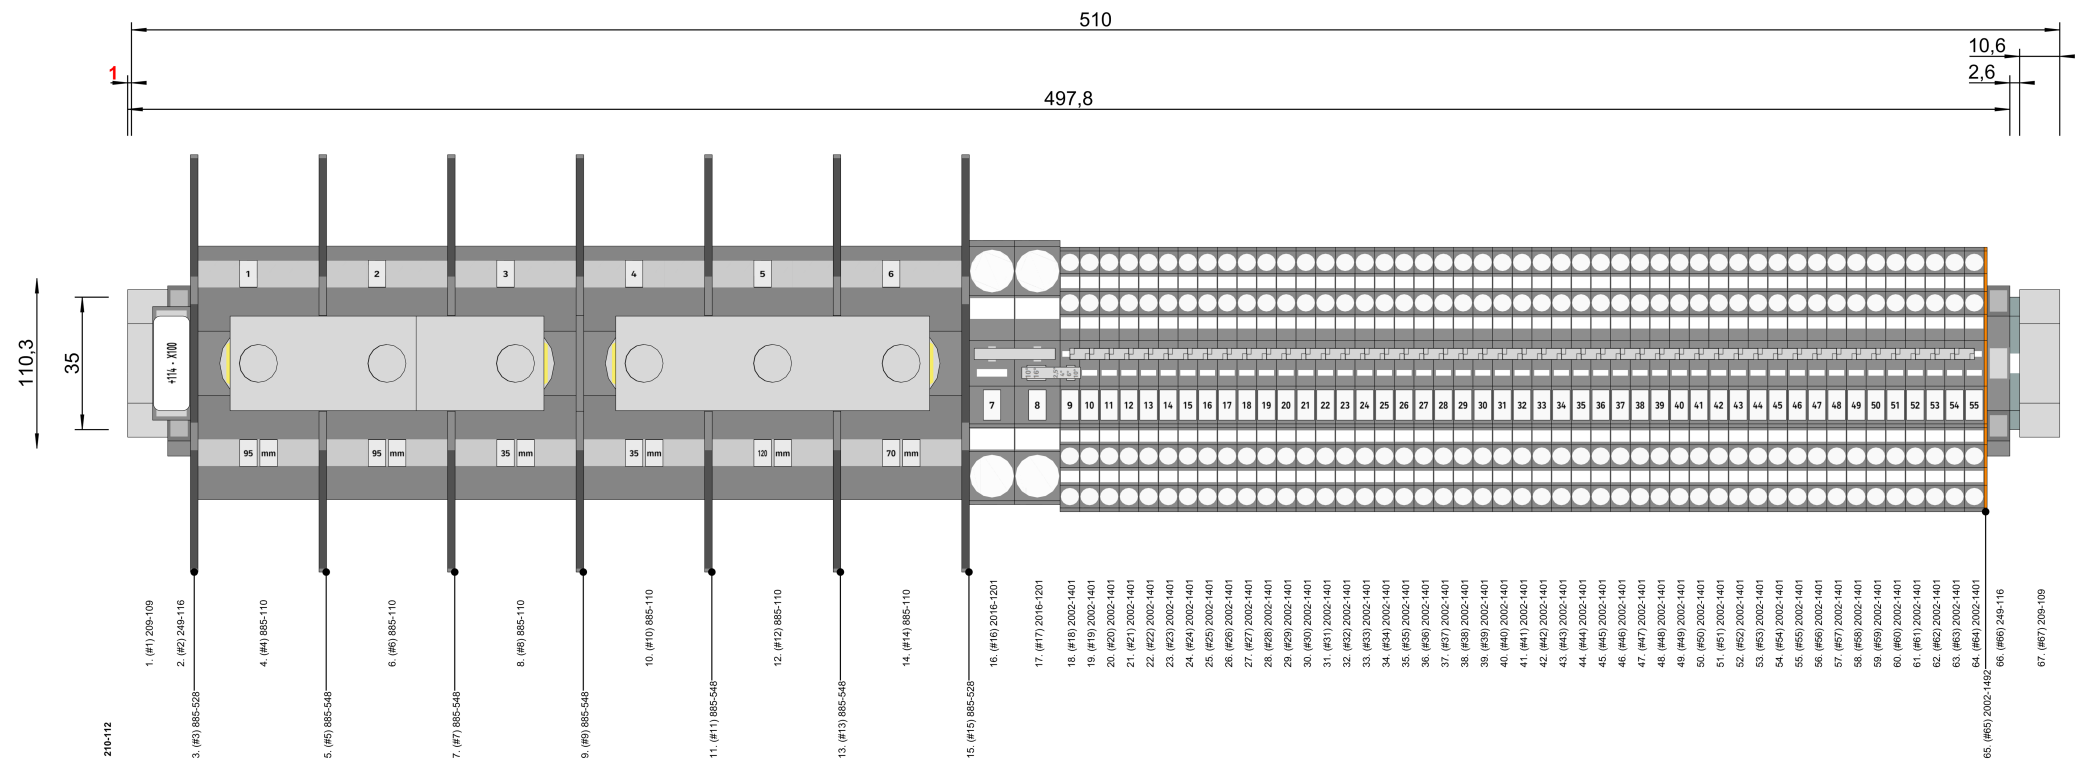 510
10,6
1
2,6
497,8
1 2 3 4 5 6
110,3
35
+114 - X100
7 8 9 10 11 12 13 14 15 16 17 18 19 20 21 22 23 24 25 26 27 28 29 30 31 32 33 34 35 36 37 38 39 40 41 42 43 44 45 46 47 48 49 50 51 52 53 54 55
95 mm 95 mm 35 mm 35 mm 120 mm 70 mm
210-112
1. (#1) 209-109
2. (#2) 249-116
3. (#3) 885-528
4. (#4) 885-110
5. (#5) 885-548
6. (#6) 885-110
7. (#7) 885-548
8. (#8) 885-110
9. (#9) 885-548
10. (#10) 885-110
11. (#11) 885-548
12. (#12) 885-110
13. (#13) 885-548
14. (#14) 885-110
15. (#15) 885-528
16. (#16) 2016-1201
17. (#17) 2016-1201
18. (#18) 2002-1401
19. (#19) 2002-1401
20. (#20) 2002-1401
21. (#21) 2002-1401
22. (#22) 2002-1401
23. (#23) 2002-1401
24. (#24) 2002-1401
25. (#25) 2002-1401
26. (#26) 2002-1401
27. (#27) 2002-1401
28. (#28) 2002-1401
29. (#29) 2002-1401
30. (#30) 2002-1401
31. (#31) 2002-1401
32. (#32) 2002-1401
33. (#33) 2002-1401
34. (#34) 2002-1401
35. (#35) 2002-1401
36. (#36) 2002-1401
37. (#37) 2002-1401
38. (#38) 2002-1401
39. (#39) 2002-1401
40. (#40) 2002-1401
41. (#41) 2002-1401
42. (#42) 2002-1401
43. (#43) 2002-1401
44. (#44) 2002-1401
45. (#45) 2002-1401
46. (#46) 2002-1401
47. (#47) 2002-1401
48. (#48) 2002-1401
49. (#49) 2002-1401
50. (#50) 2002-1401
51. (#51) 2002-1401
52. (#52) 2002-1401
53. (#53) 2002-1401
54. (#54) 2002-1401
55. (#55) 2002-1401
56. (#56) 2002-1401
57. (#57) 2002-1401
58. (#58) 2002-1401
59. (#59) 2002-1401
60. (#60) 2002-1401
61. (#61) 2002-1401
62. (#62) 2002-1401
63. (#63) 2002-1401
64. (#64) 2002-1401
65. (#65) 2002-1492
66. (#66) 249-116
67. (#67) 209-109